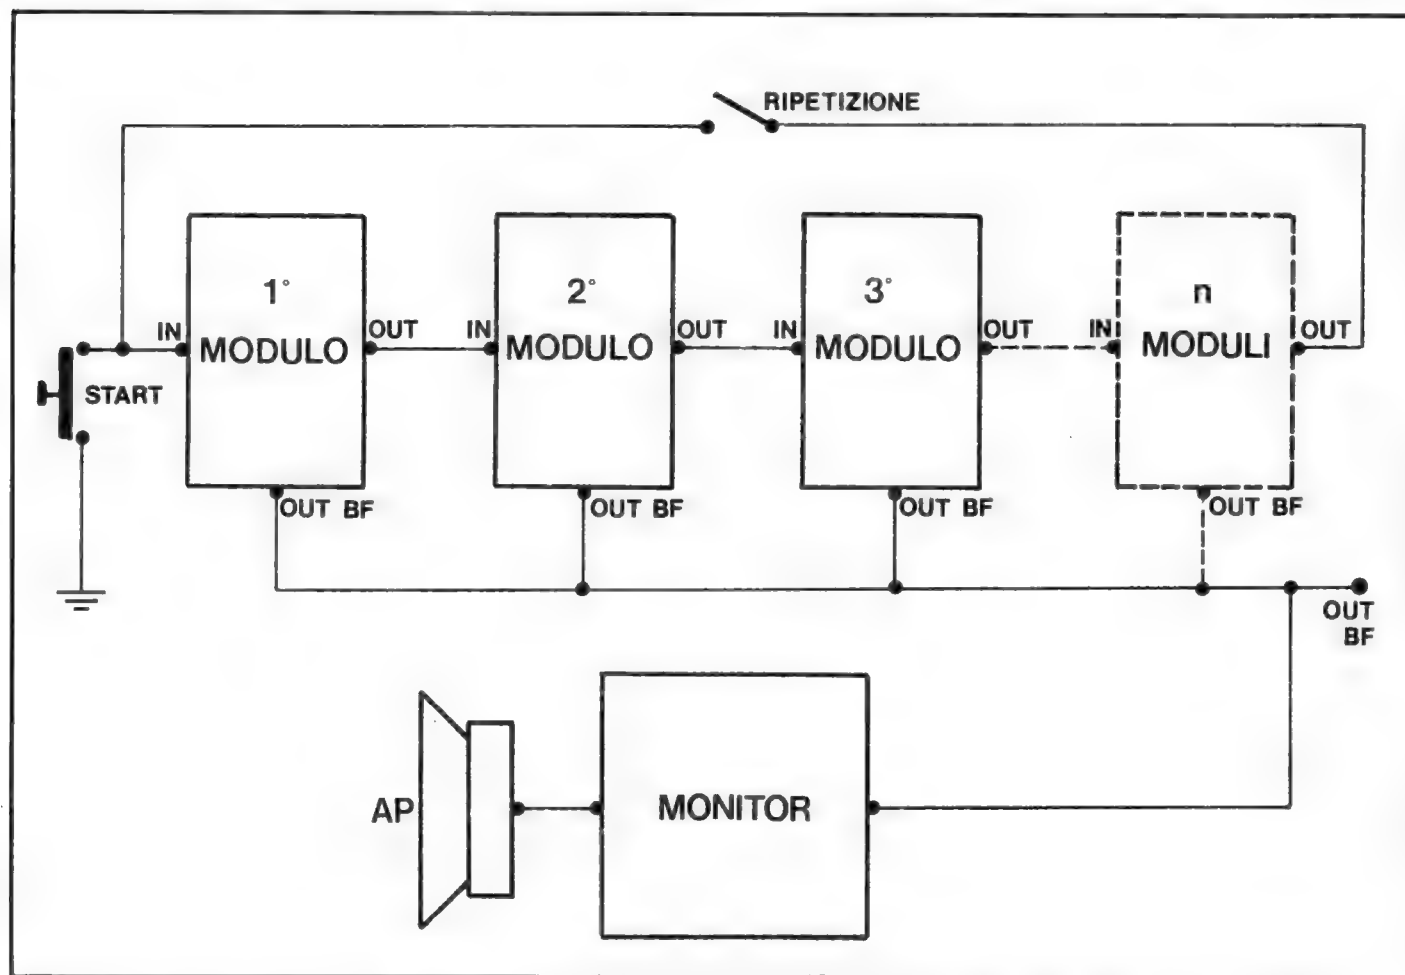 RIPETIZIONE
1°
MODULO
2°
MODULO
3°
MODULO
n
MODULI
IN
OUT
IN
OUT
IN
OUT
IN
OUT
START
OUT BF
OUT BF
OUT BF
OUT BF
OUT
BF
AP
MONITOR